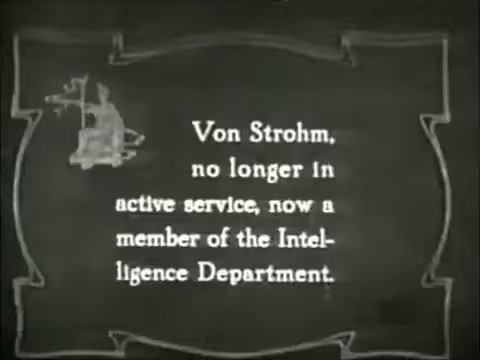 Von Strohm,
no longer in
active service, now a
member of the Intel-
ligence Department.